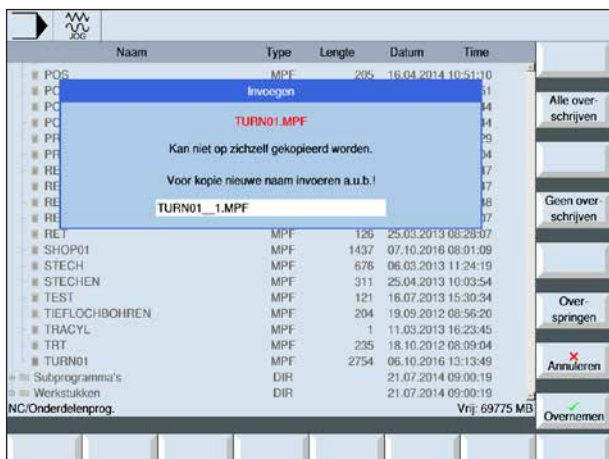 JOG
Naam Type Lengte Datum Time
POS MPF 205 16.04.2014 10:51:10
Invoegen
TURN01.MPF
Kan niet op zichzelf gekopieerd worden.
Voor kopie nieuwe naam invoeren a.u.b.!
TURN01__1.MPF
RET MPF 126 25.03.2013 08:28:07
SHOP01 MPF 1437 07.10.2016 08:01:09
STECH MPF 676 06.03.2013 11:24:19
STECHEN MPF 311 25.04.2013 10:03:54
TEST MPF 121 16.07.2013 15:30:34
TIEFLOCHBOHREN MPF 204 19.09.2012 08:56:20
TRACYL MPF 1 11.03.2013 16:23:45
TRT MPF 235 18.10.2012 08:09:04
TURN01 MPF 2754 06.10.2016 13:13:49
Subprogramma's DIR 21.07.2014 09:00:19
Werkstukken DIR 21.07.2014 09:00:19
NC/Onderdelenprog. Vrij: 69775 MB
Alle over-
schrijven
Geen over-
schrijven
Over-
springen
Annuleren
Overnemen